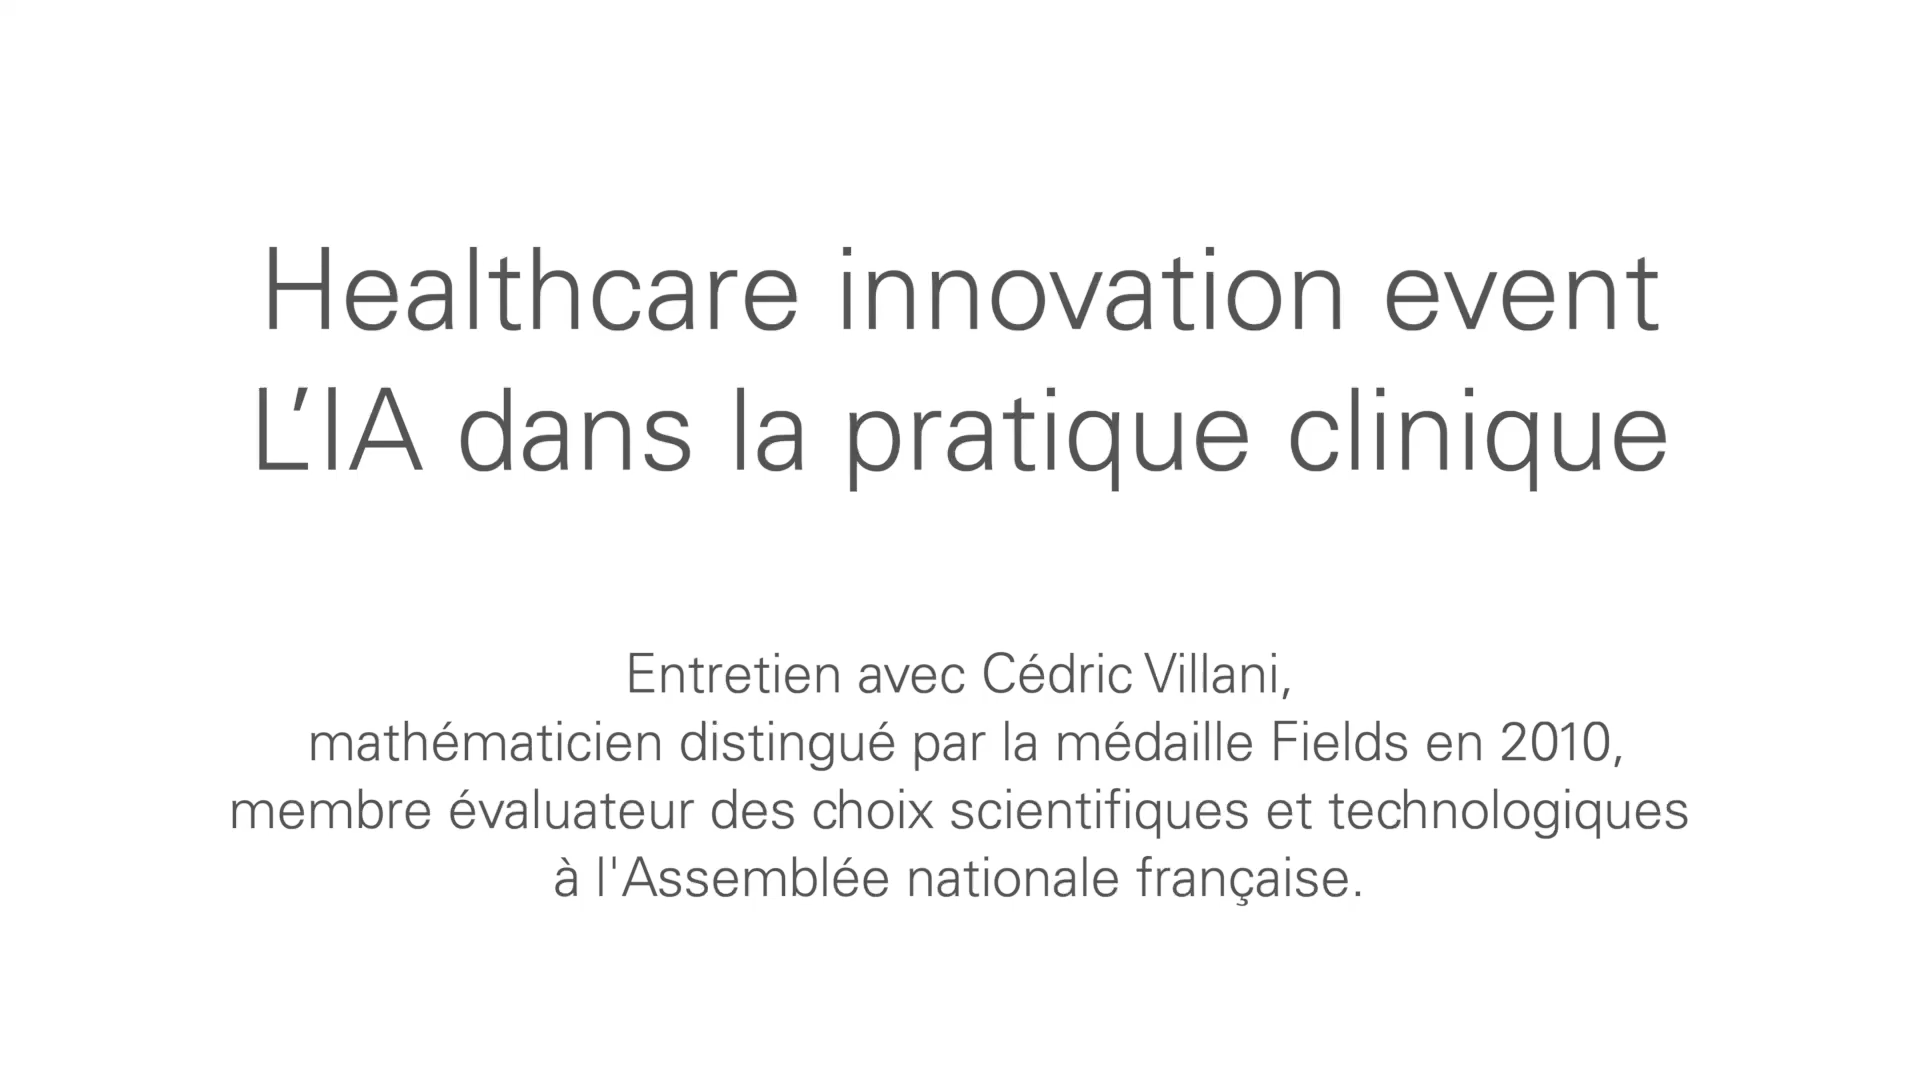 Healthcare innovation event
L’IA dans la pratique clinique
Entretien avec Cédric Villani,
mathématicien distingué par la médaille Fields en 2010,
membre évaluateur des choix scientifiques et technologiques
à l'Assemblée nationale française.